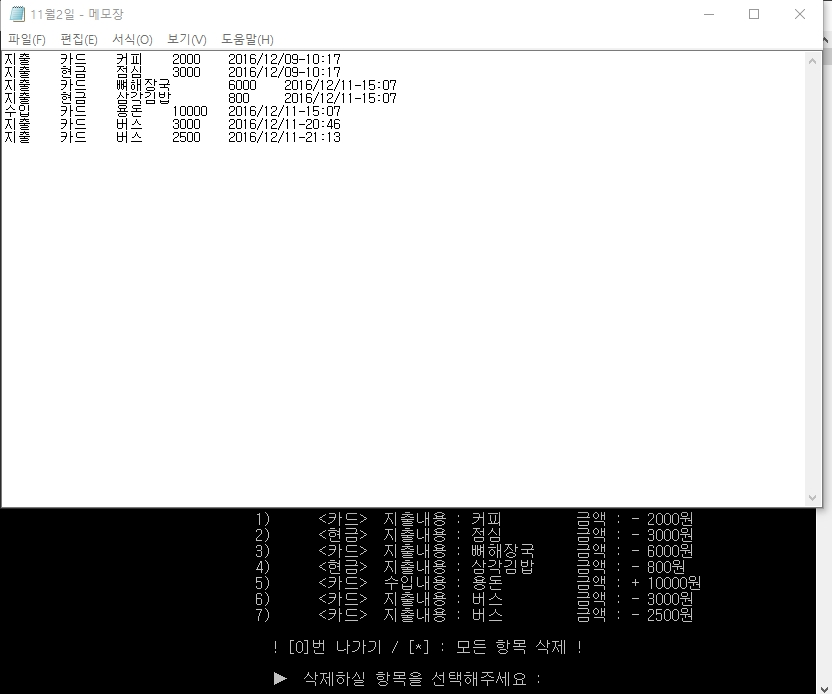 11월2일 - 메모장
파일(F) 편집(E) 서식(O) 보기(V) 도움말(H)
지출 카드 커피 2000 2016/12/09-10:17
지출 현금 점심 3000 2016/12/09-10:17
지출 카드 뼈해장국 6000 2016/12/11-15:07
지출 현금 삼각김밥 800 2016/12/11-15:07
수입 카드 용돈 10000 2016/12/11-15:07
지출 카드 버스 3000 2016/12/11-20:46
지출 카드 버스 2500 2016/12/11-21:13
1) <카드> 지출내용 : 커피 금액 : - 2000원
2) <현금> 지출내용 : 점심 금액 : - 3000원
3) <카드> 지출내용 : 뼈해장국 금액 : - 6000원
4) <현금> 지출내용 : 삼각김밥 금액 : - 800원
5) <카드> 수입내용 : 용돈 금액 : + 10000원
6) <카드> 지출내용 : 버스 금액 : - 3000원
7) <카드> 지출내용 : 버스 금액 : - 2500원
! [0]번 나가기 / [*] : 모든 항목 삭제 !
▶ 삭제하실 항목을 선택해주세요 :